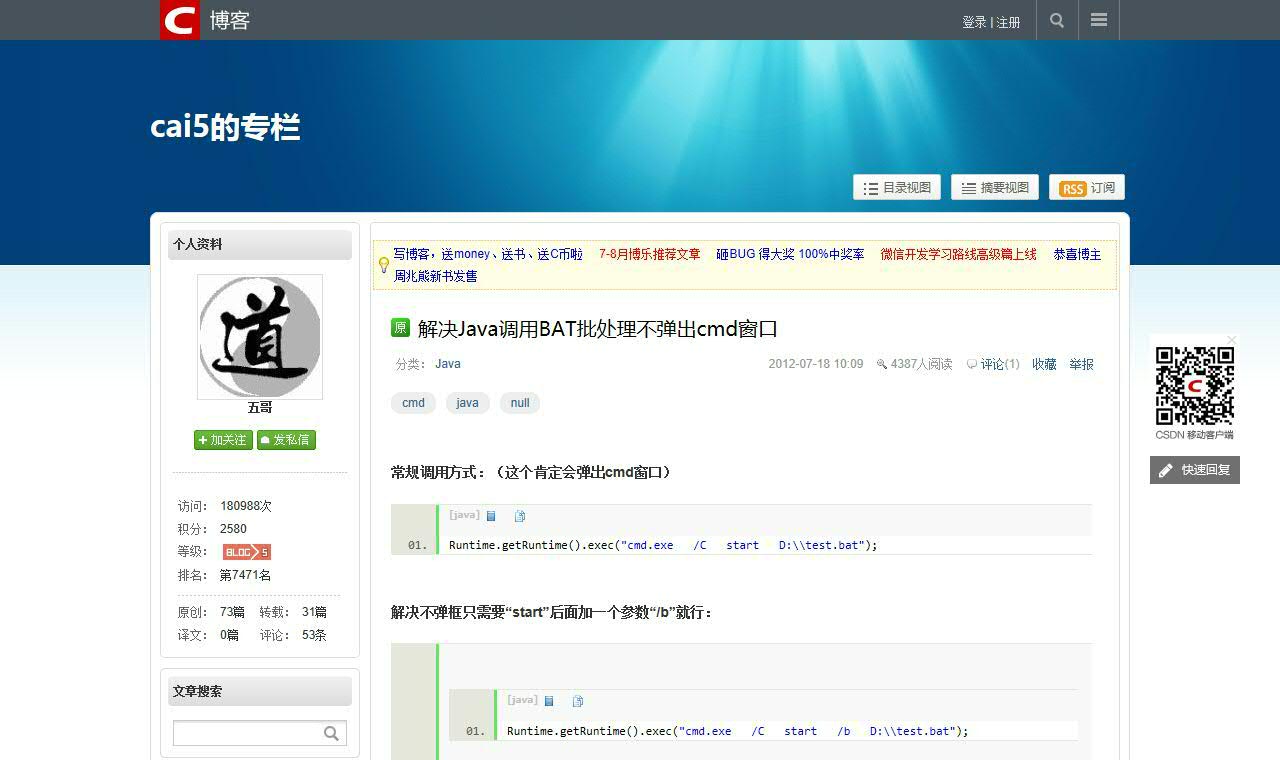 C 博客
登录 | 注册
cai5的专栏
目录视图
摘要视图
RSS 订阅
个人资料
道
五哥
加关注 发私信
访问： 180988次
积分： 2580
等级： BLOG 5
排名： 第7471名
原创： 73篇 转载： 31篇
译文： 0篇 评论： 53条
文章搜索
写博客，送money、送书、送C币啦 7-8月博乐推荐文章 砸BUG 得大奖 100%中奖率 微信开发学习路线高级篇上线 恭喜博主
周兆熊新书发售
原 解决Java调用BAT批处理不弹出cmd窗口
分类： Java 2012-07-18 10:09 4387人阅读 评论(1) 收藏 举报
cmd java null
常规调用方式：（这个肯定会弹出cmd窗口）
[java]
01. Runtime.getRuntime().exec("cmd.exe /C start D:\\test.bat");
解决不弹框只需要“start”后面加一个参数“/b”就行：
[java]
01. Runtime.getRuntime().exec("cmd.exe /C start /b D:\\test.bat");
C
CSDN 移动客户端
快速回复